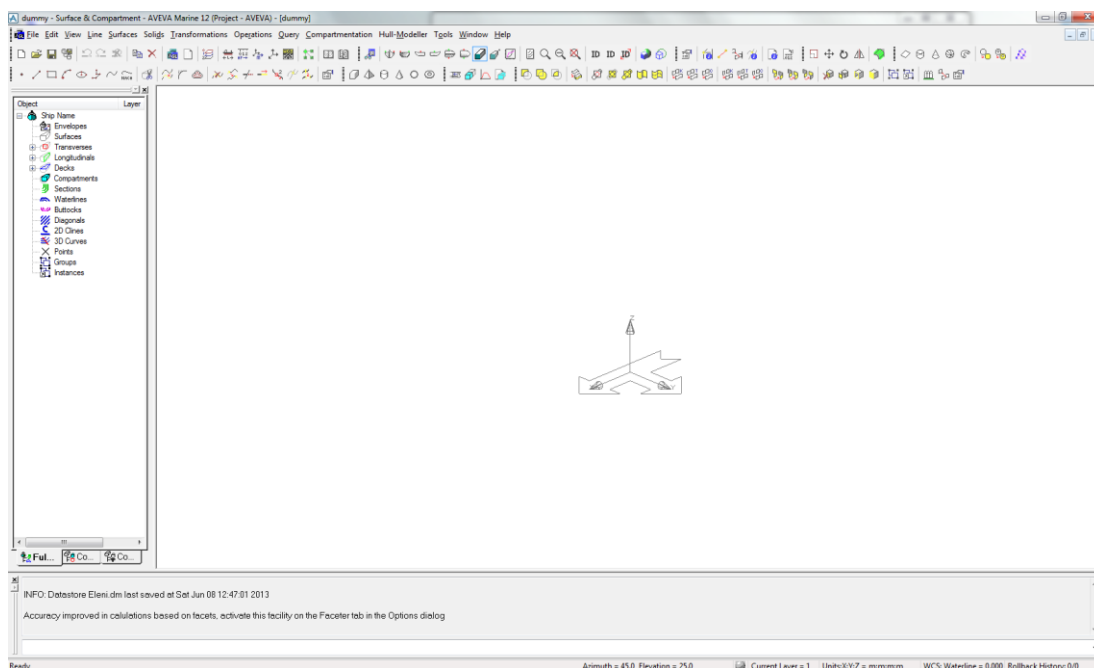 dummy - Surface & Compartment - AVEVA Marine 12 (Project - AVEVA) - [dummy]
File Edit View Line Surfaces Solids Transformations Operations Query Compartmentation Hull-Modeller Tools Window Help
ID ID ID
Object Layer
Ship Name
Envelopes
Surfaces
Transverses
Longitudinals
Decks
Compartments
Sections
Waterlines
Buttocks
Diagonals
2D Clines
3D Curves
Points
Groups
Instances
Z
Y
Ful... Co... Co...
INFO: Datastore Eleni.dm last saved at Sat Jun 08 12:47:01 2013
Accuracy improved in calulations based on facets, activate this facility on the Faceter tab in the Options dialog
Ready Azimuth = 45.0, Elevation = 25.0 Current Layer = 1 Units:X:Y:Z = m:m:m:m WCS: Waterline = 0.000 Rollback History: 0/0